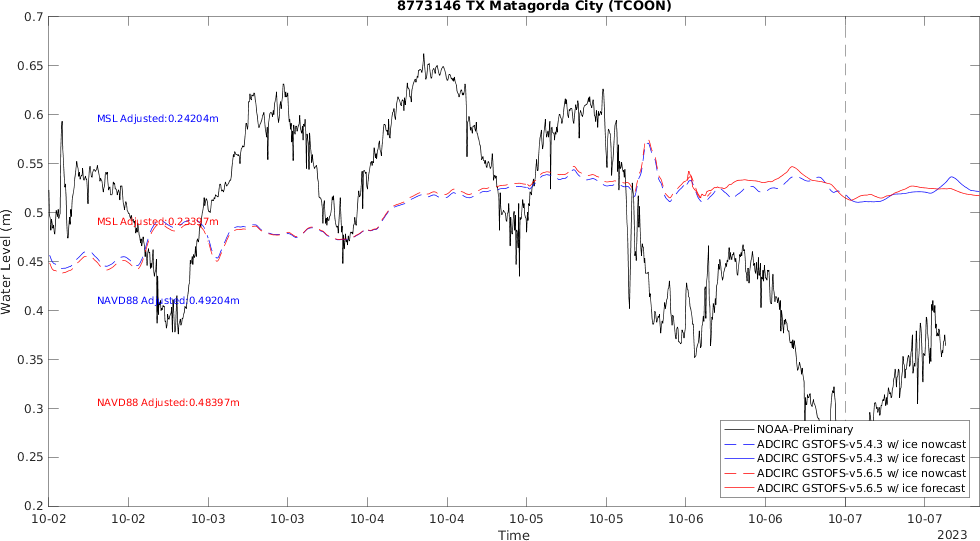 8773146 TX Matagorda City (TCOON)
Water Level (m)
0.7
0.65
0.6
0.55
0.5
0.45
0.4
0.35
0.3
0.25
0.2
MSL Adjusted:0.24204m
MSL Adjusted:0.23397m
NAVD88 Adjusted:0.49204m
NAVD88 Adjusted:0.48397m
NOAA-Preliminary
ADCIRC GSTOFS-v5.4.3 w/ ice nowcast
ADCIRC GSTOFS-v5.4.3 w/ ice forecast
ADCIRC GSTOFS-v5.6.5 w/ ice nowcast
ADCIRC GSTOFS-v5.6.5 w/ ice forecast
10-02 10-02 10-03 10-03 10-04 10-04 10-05 10-05 10-06 10-06 10-07 10-07
Time
2023